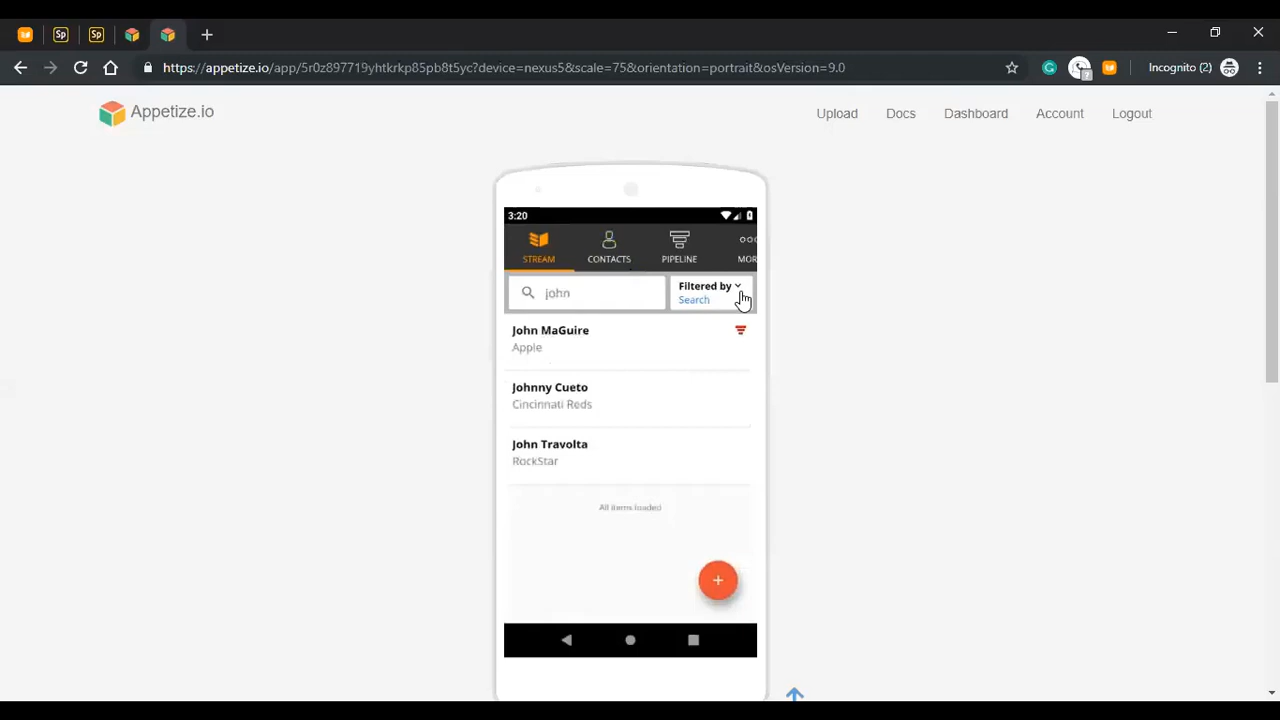 Sp
Sp
https://appetize.io/app/5r0z897719yhtkrkp85pb8t5yc?device=nexus5&scale=75&orientation=portrait&osVersion=9.0
Incognito (2)
Appetize.io
Upload
Docs
Dashboard
Account
Logout
3:20
STREAM
CONTACTS
PIPELINE
MOR
john
Filtered by
Search
John MaGuire
Apple
Johnny Cueto
Cincinnati Reds
John Travolta
RockStar
All items loaded